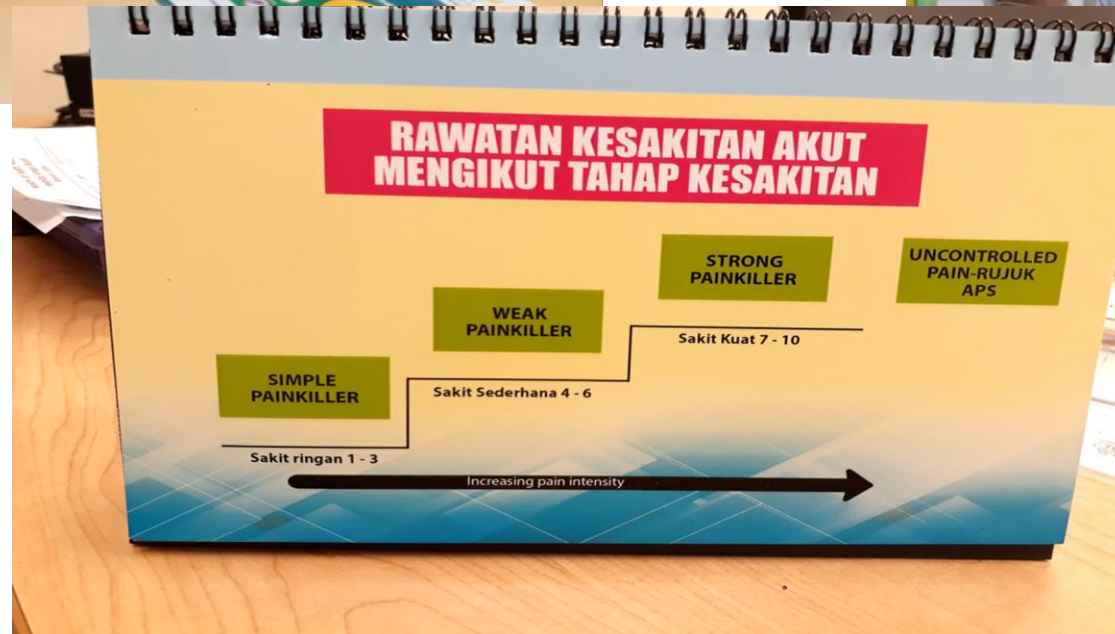 RAWATAN KESAKITAN AKUT
MENGIKUT TAHAP KESAKITAN
SIMPLE
PAINKILLER
Sakit ringan 1 - 3
WEAK
PAINKILLER
Sakit Sederhana 4 - 6
STRONG
PAINKILLER
Sakit Kuat 7 - 10
UNCONTROLLED
PAIN-RUJUK
APS
Increasing pain intensity